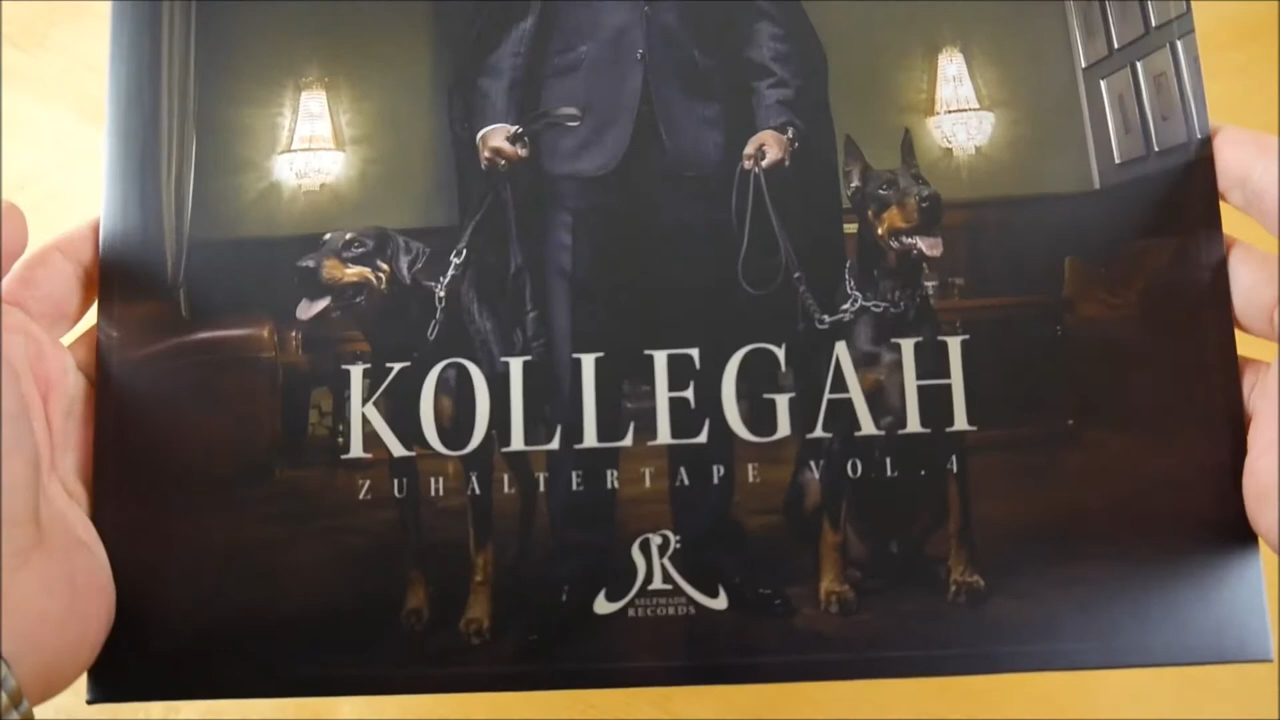 KOLLEGAH
ZUHÄLTERTAPE VOL.4
SR
SELFMADE
RECORDS